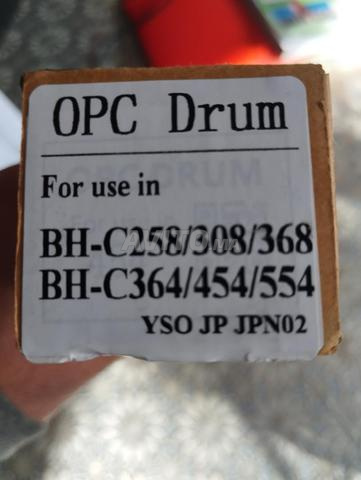 OPC Drum
For use in
BH-C258/308/368
BH-C364/454/554
YSO JP JPN02